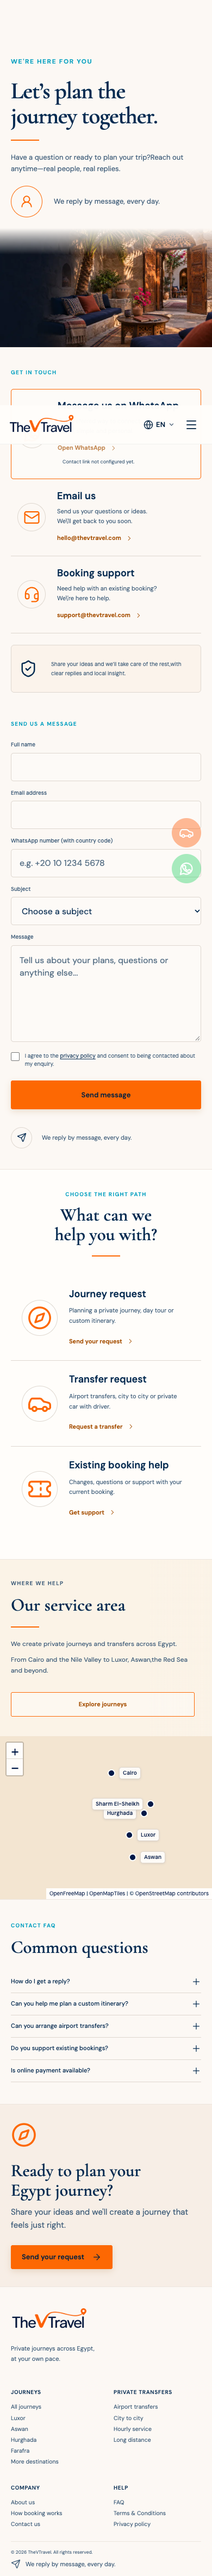 WE'RE HERE FOR YOU
Let's plan the
journey together.
Have a question or ready to plan your trip?Reach out
anytime—real people, real replies.
We reply by message, every day.
GET IN TOUCH
Message us on WhatsApp
TheVTravel
EN
Open WhatsApp
Contact link not configured yet.
Email us
Send us your questions or ideas.
We'll get back to you soon.
hello@thevtravel.com
Booking support
Need help with an existing booking?
We're here to help.
support@thevtravel.com
Share your ideas and we'll take care of the rest,with
clear replies and local insight.
SEND US A MESSAGE
Full name
Email address
WhatsApp number (with country code)
e.g. +20 10 1234 5678
Subject
Choose a subject
Message
Tell us about your plans, questions or
anything else...
I agree to the privacy policy and consent to being contacted about
my enquiry.
Send message
We reply by message, every day.
CHOOSE THE RIGHT PATH
What can we
help you with?
Journey request
Planning a private journey, day tour or
custom itinerary.
Send your request
Transfer request
Airport transfers, city to city or private
car with driver.
Request a transfer
Existing booking help
Changes, questions or support with your
current booking.
Get support
WHERE WE HELP
Our service area
We create private journeys and transfers across Egypt.
From Cairo and the Nile Valley to Luxor, Aswan,the Red Sea
and beyond.
Explore journeys
+
−
Cairo
Sharm El-Sheikh
Hurghada
Luxor
Aswan
OpenFreeMap | OpenMapTiles | © OpenStreetMap contributors
CONTACT FAQ
Common questions
How do I get a reply?
Can you help me plan a custom itinerary?
Can you arrange airport transfers?
Do you support existing bookings?
Is online payment available?
Ready to plan your
Egypt journey?
Share your ideas and we'll create a journey that
feels just right.
Send your request
TheVTravel
Private journeys across Egypt,
at your own pace.
JOURNEYS
All journeys
Luxor
Aswan
Hurghada
Farafra
More destinations
PRIVATE TRANSFERS
Airport transfers
City to city
Hourly service
Long distance
COMPANY
About us
How booking works
Contact us
HELP
FAQ
Terms & Conditions
Privacy policy
© 2026 TheVTravel. All rights reserved.
We reply by message, every day.